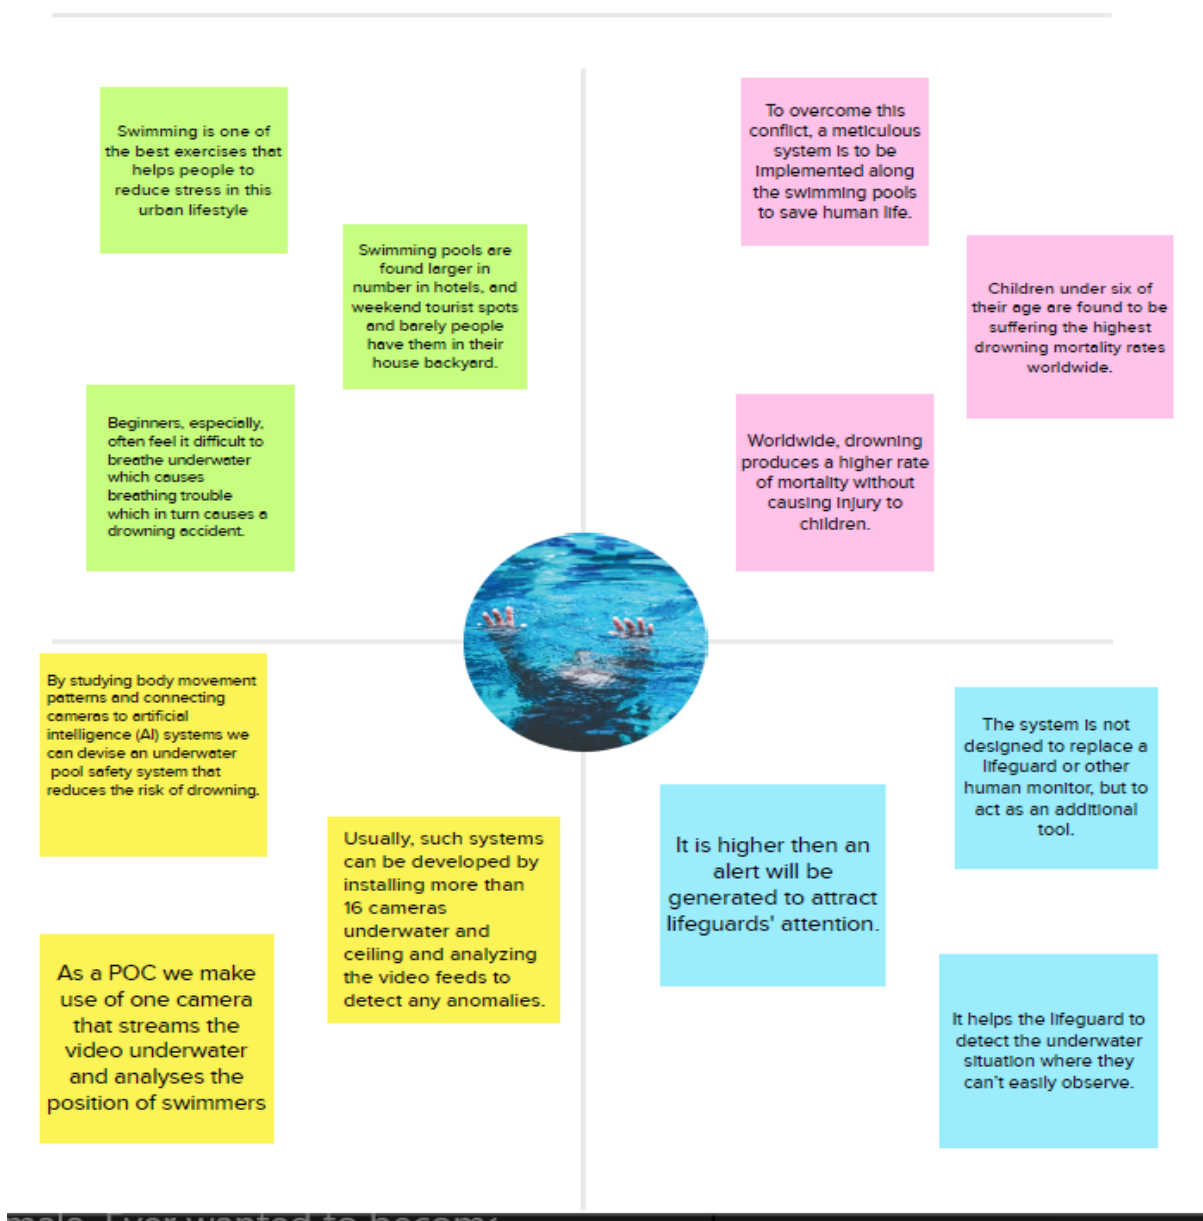 Swimming is one of
the best exercises that
helps people to
reduce stress in this
urban lifestyle
Swimming pools are
found larger in
number in hotels, and
weekend tourist spots
and barely people
have them in their
house backyard.
Beginners, especially,
often feel it difficult to
breathe underwater
which causes
breathing trouble
which in turn causes a
drowning accident.
To overcome this
conflict, a meticulous
system is to be
implemented along
the swimming pools
to save human life.
Children under six of
their age are found to be
suffering the highest
drowning mortality rates
worldwide.
Worldwide, drowning
produces a higher rate
of mortality without
causing injury to
children.
By studying body movement
patterns and connecting
cameras to artificial
intelligence (AI) systems we
can devise an underwater
pool safety system that
reduces the risk of drowning.
Usually, such systems
can be developed by
installing more than
16 cameras
underwater and
ceiling and analyzing
the video feeds to
detect any anomalies.
As a POC we make
use of one camera
that streams the
video underwater
and analyses the
position of swimmers
The system is not
designed to replace a
lifeguard or other
human monitor, but to
act as an additional
tool.
It is higher then an
alert will be
generated to attract
lifeguards' attention.
It helps the lifeguard to
detect the underwater
situation where they
can't easily observe.
Ever wanted to become